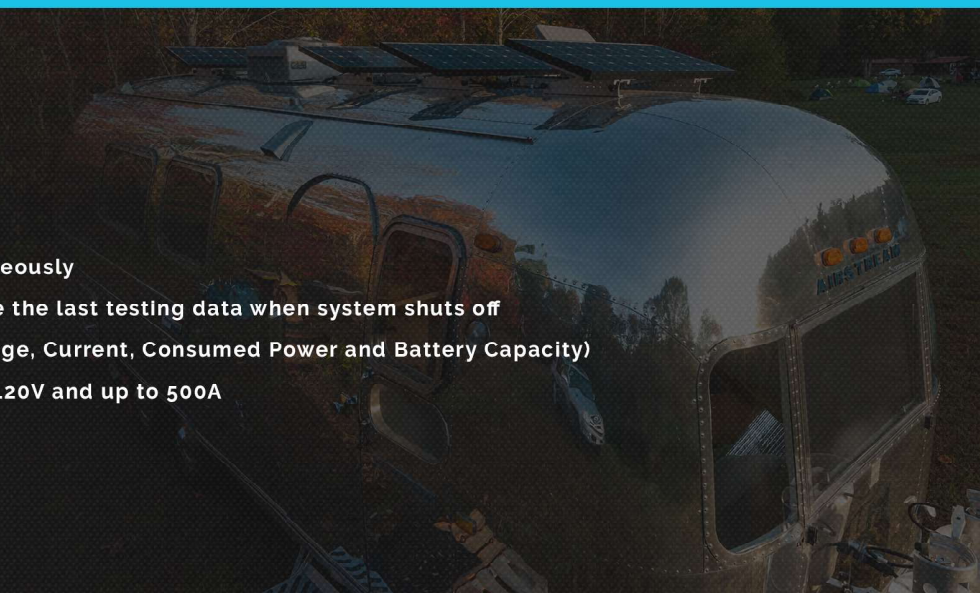 eously
e the last testing data when system shuts off
ge, Current, Consumed Power and Battery Capacity)
.20V and up to 500A
AIRSTREAM